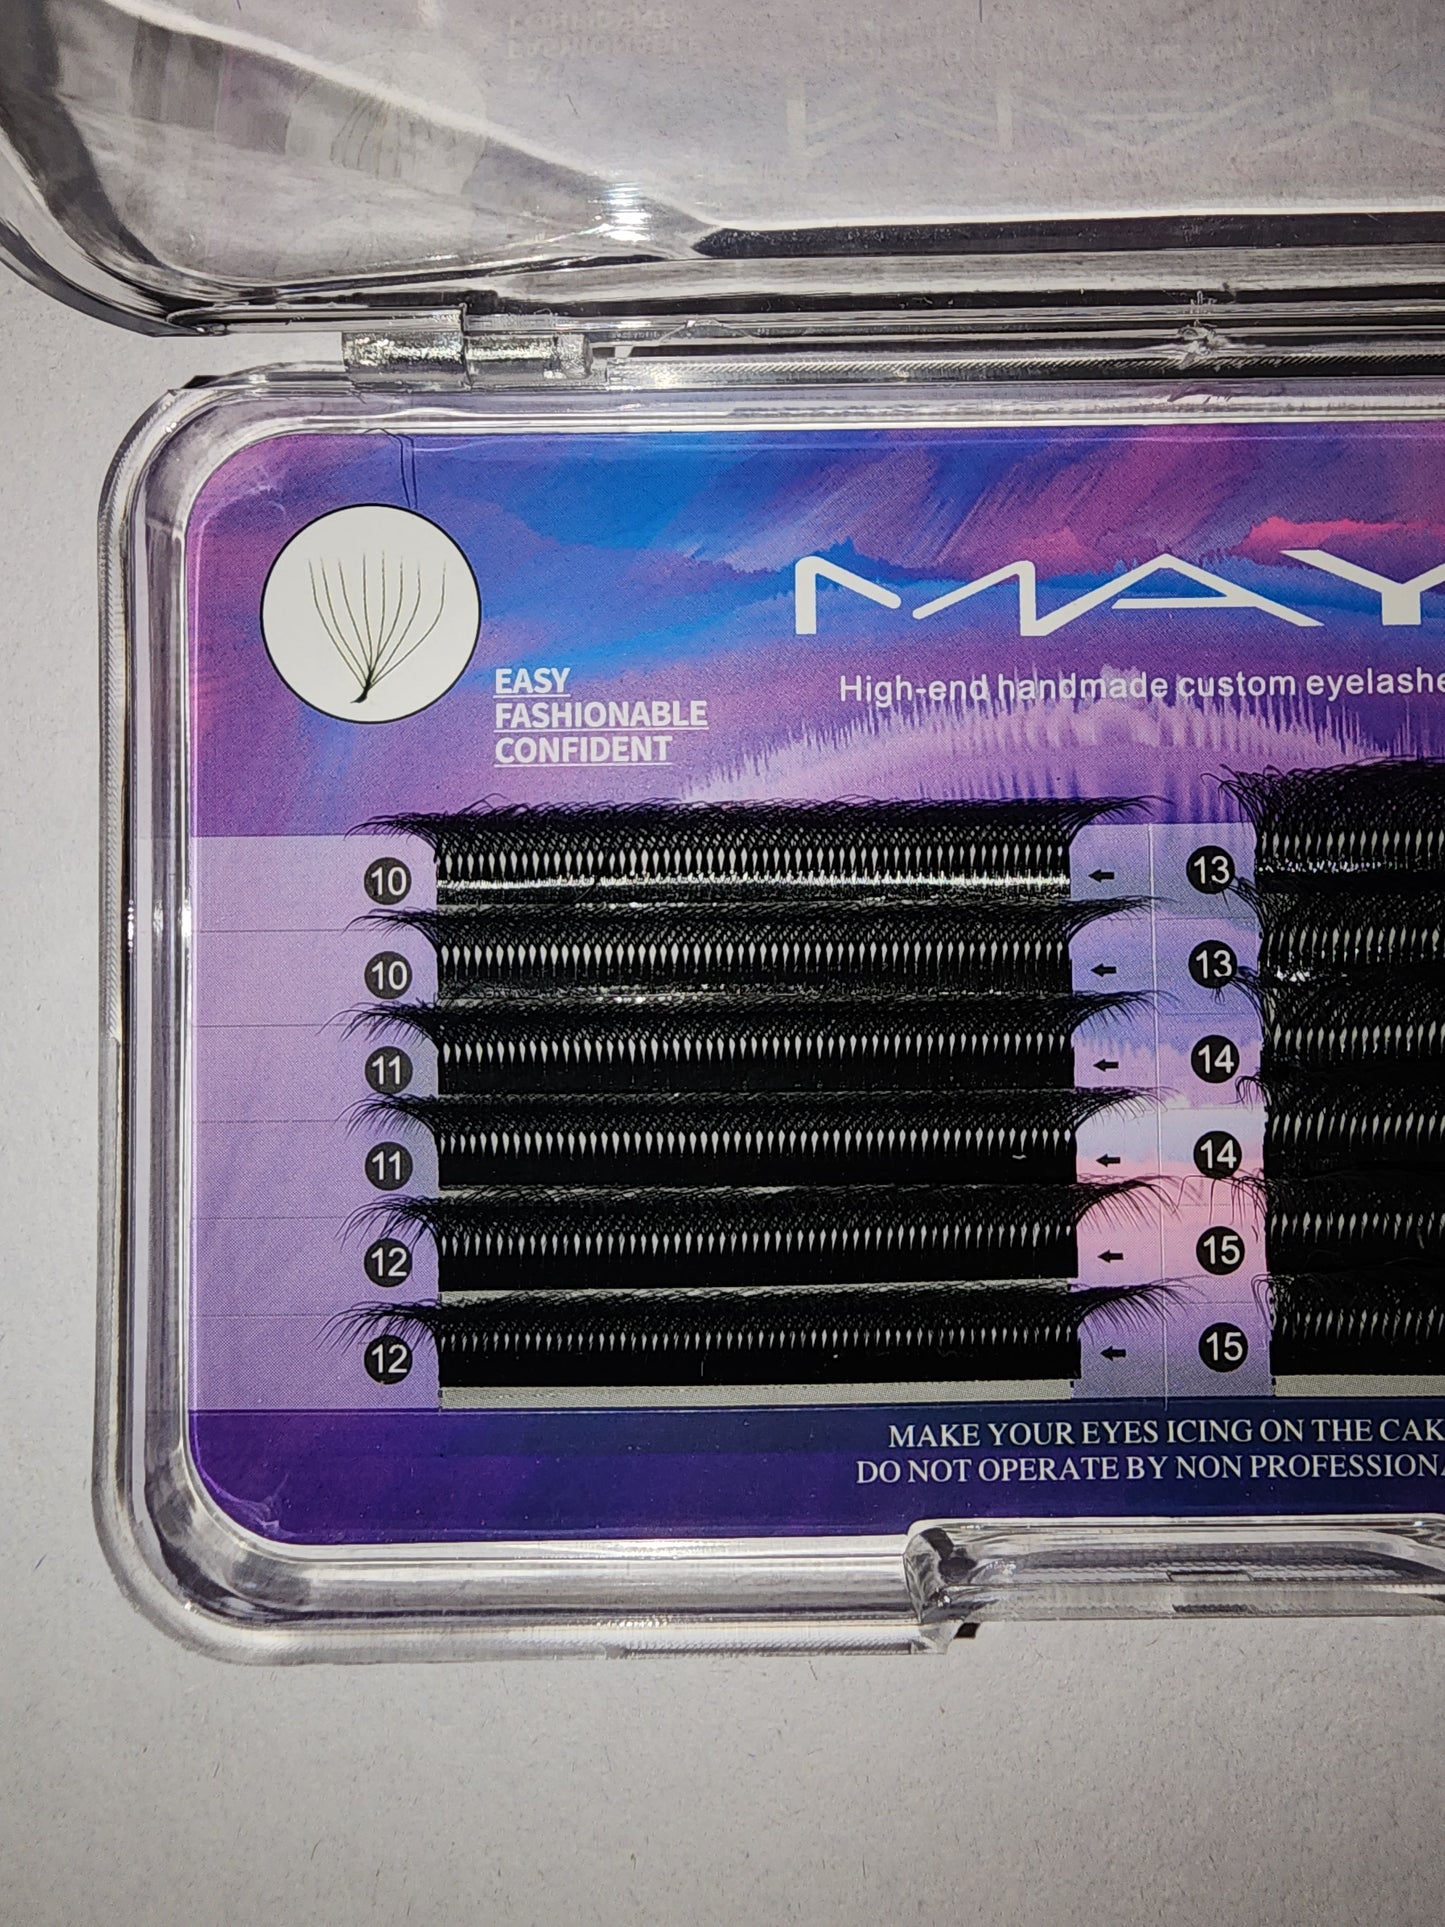 MAY
High-end handmade custom eyelashe
EASY
FASHIONABLE
CONFIDENT
10
13
10
13
11
14
11
14
12
15
12
15
MAKE YOUR EYES ICING ON THE CAK
DO NOT OPERATE BY NON PROFESSIONA